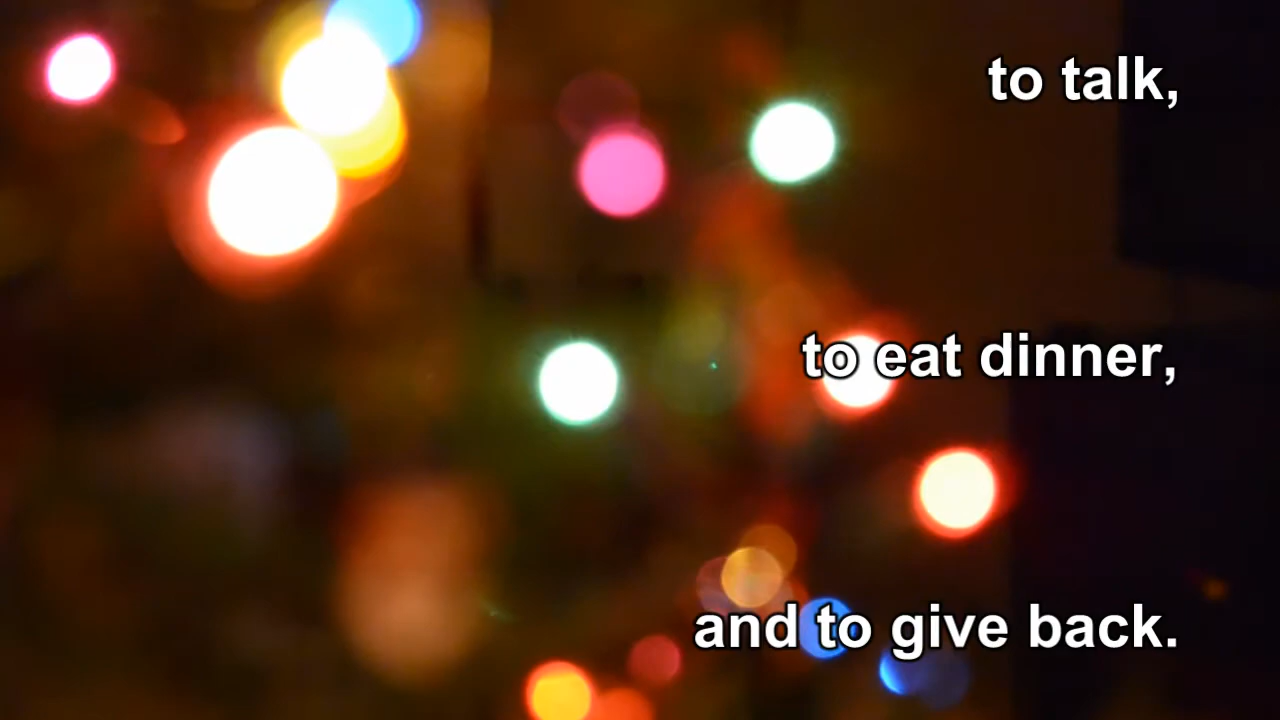 to talk,
to eat dinner,
and to give back.